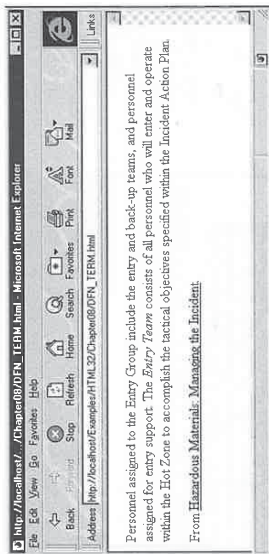 http://localhost/.../Chapter08/DFN_TERM.html - Microsoft Internet Explorer
File Edit View Go Favorites Help
Back Forward Stop Refresh Home Search Favorites Print Font Mail
Address http://localhost/Examples/HTML32/Chapter08/DFN_TERM.html Links
Personnel assigned to the Entry Group include the entry and back-up teams, and personnel
assigned for entry support. The Entry Team consists of all personnel who will enter and operate
within the Hot Zone to accomplish the tactical objectives specified within the Incident Action Plan.
From Hazardous Materials: Managing the Incident